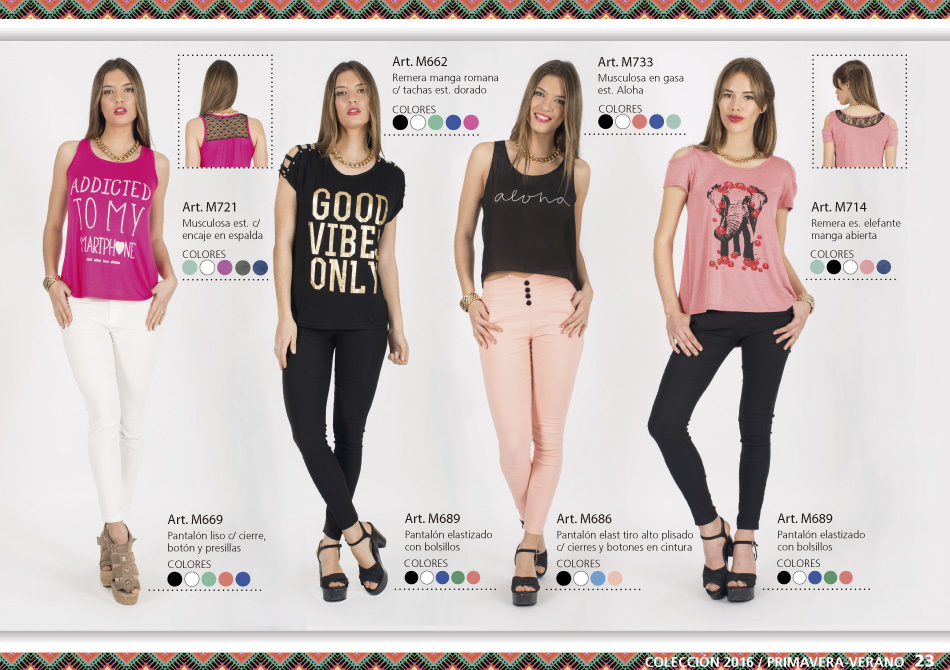 Art. M662
Remera manga romana
c/ tachas est. dorado
COLORES
Art. M733
Musculosa en gasa
est. Aloha
COLORES
ADDICTED
TO MY
SMARTPHONE
Art. M721
Musculosa est. c/
encaje en espalda
COLORES
GOOD
VIBES
ONLY
aloha
Art. M714
Remera es. elefante
manga abierta
COLORES
Art. M669
Pantalón liso c/ cierre,
botón y presillas
COLORES
Art. M689
Pantalón elastizado
con bolsillos
COLORES
Art. M686
Pantalón elast tiro alto plisado
c/ cierres y botones en cintura
COLORES
Art. M689
Pantalón elastizado
con bolsillos
COLORES
COLECCIÓN 2016 / PRIMAVERA-VERANO 23